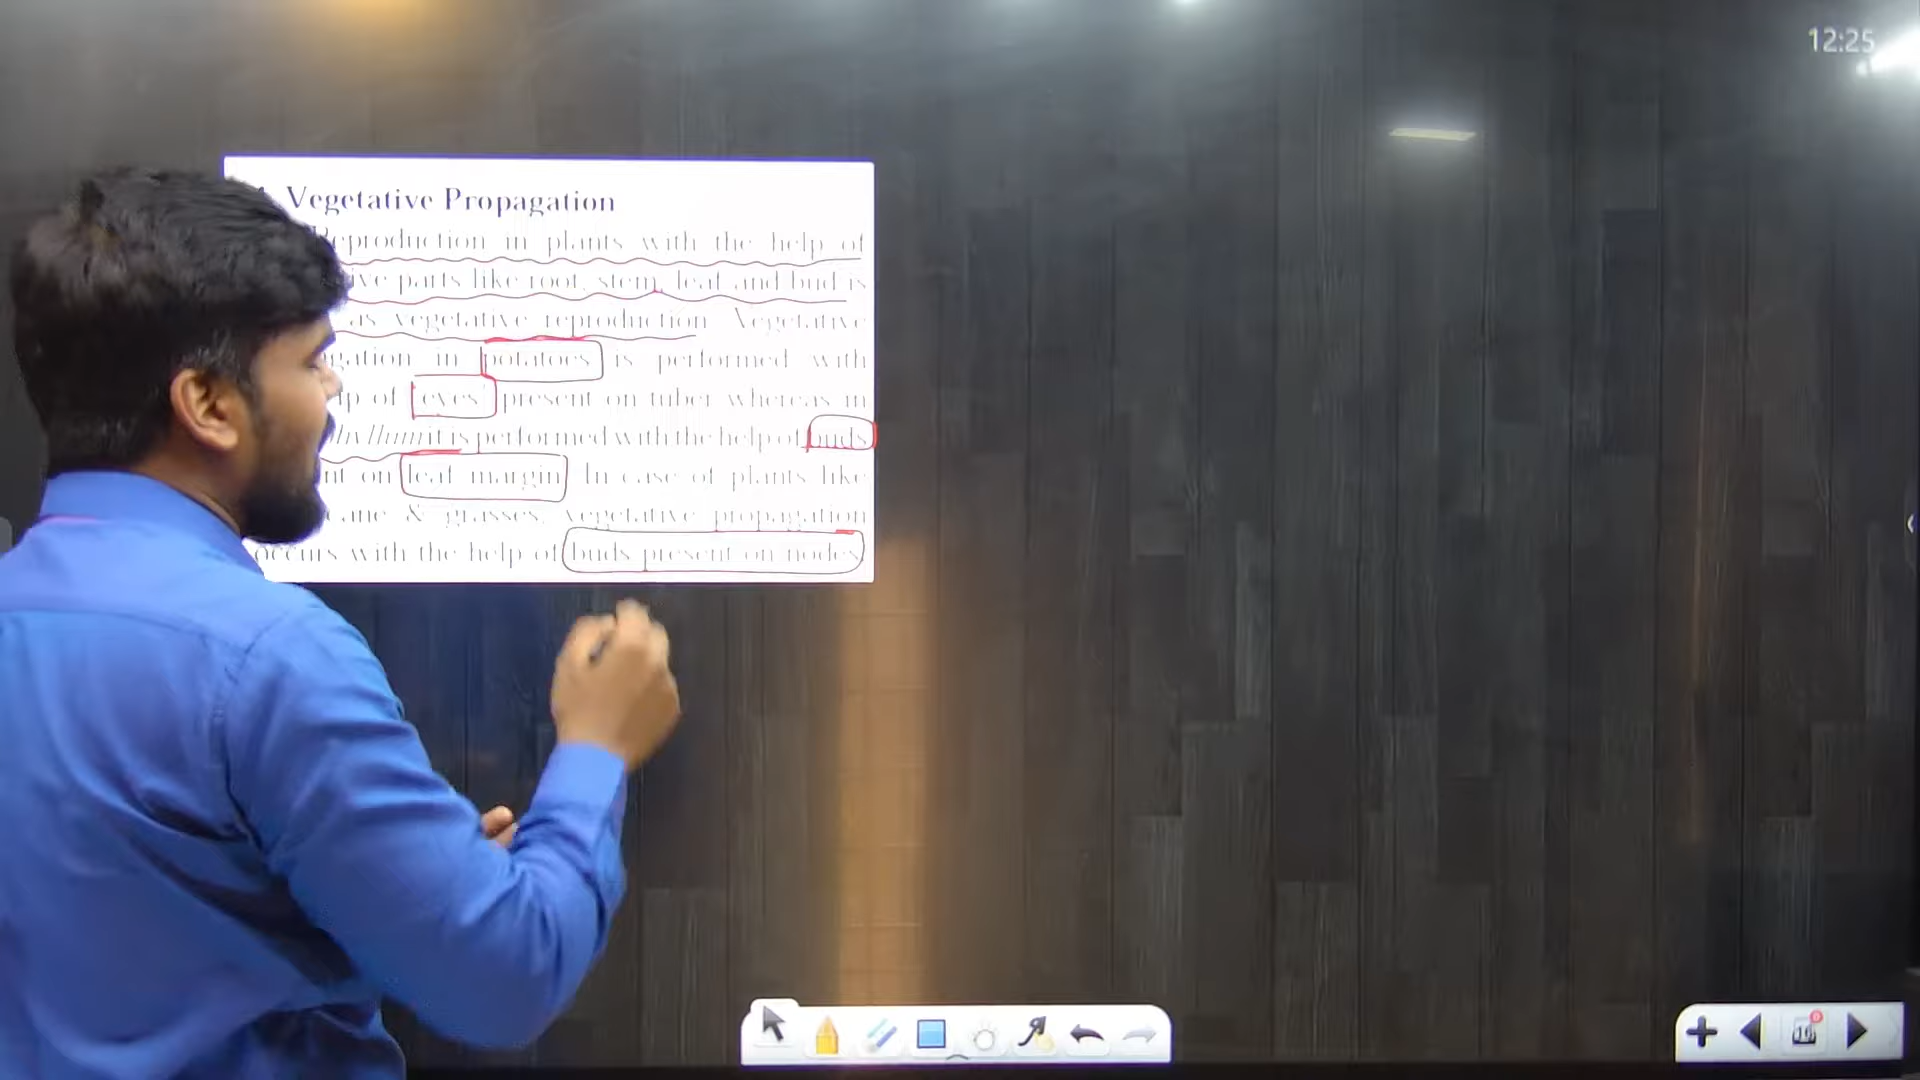 12:25
Vegetative Propagation
Reproduction in plants with the help of
ive parts like root, stem, leaf and bud is
as vegetative reproduction Vegetative
gation in potatoes is performed with
lp of 'eyes' present on tuber whereas in
it is performed with the help of buds
nt on leaf margin In case of plants like
cane & grasses, vegetative propagation
occurs with the help of buds present on nodes
16